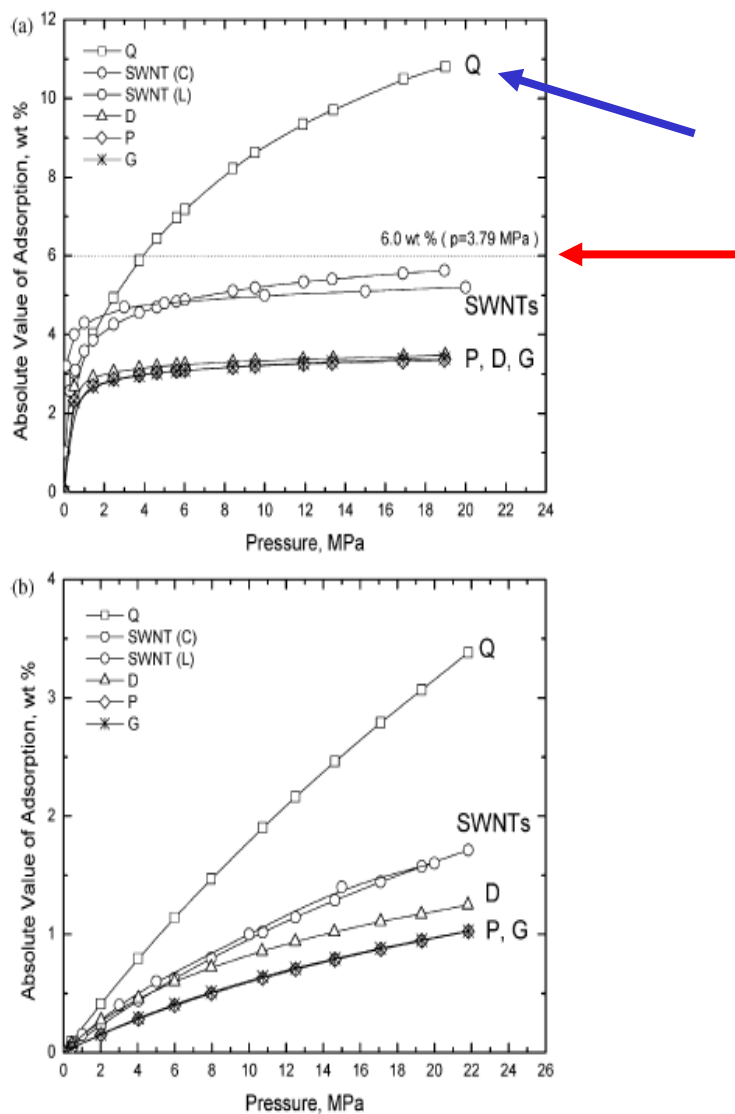 (a)
Q
SWNT (C)
SWNT (L)
D
P
G
Q
6.0 wt % ( p=3.79 MPa )
SWNTs
P, D, G
12
10
8
6
4
2
0
0 2 4 6 8 10 12 14 16 18 20 22 24
Absolute Value of Adsorption, wt %
Pressure, MPa
(b)
Q
SWNT (C)
SWNT (L)
D
P
G
Q
SWNTs
D
P, G
4
3
2
1
0
0 2 4 6 8 10 12 14 16 18 20 22 24 26
Absolute Value of Adsorption, wt %
Pressure, MPa